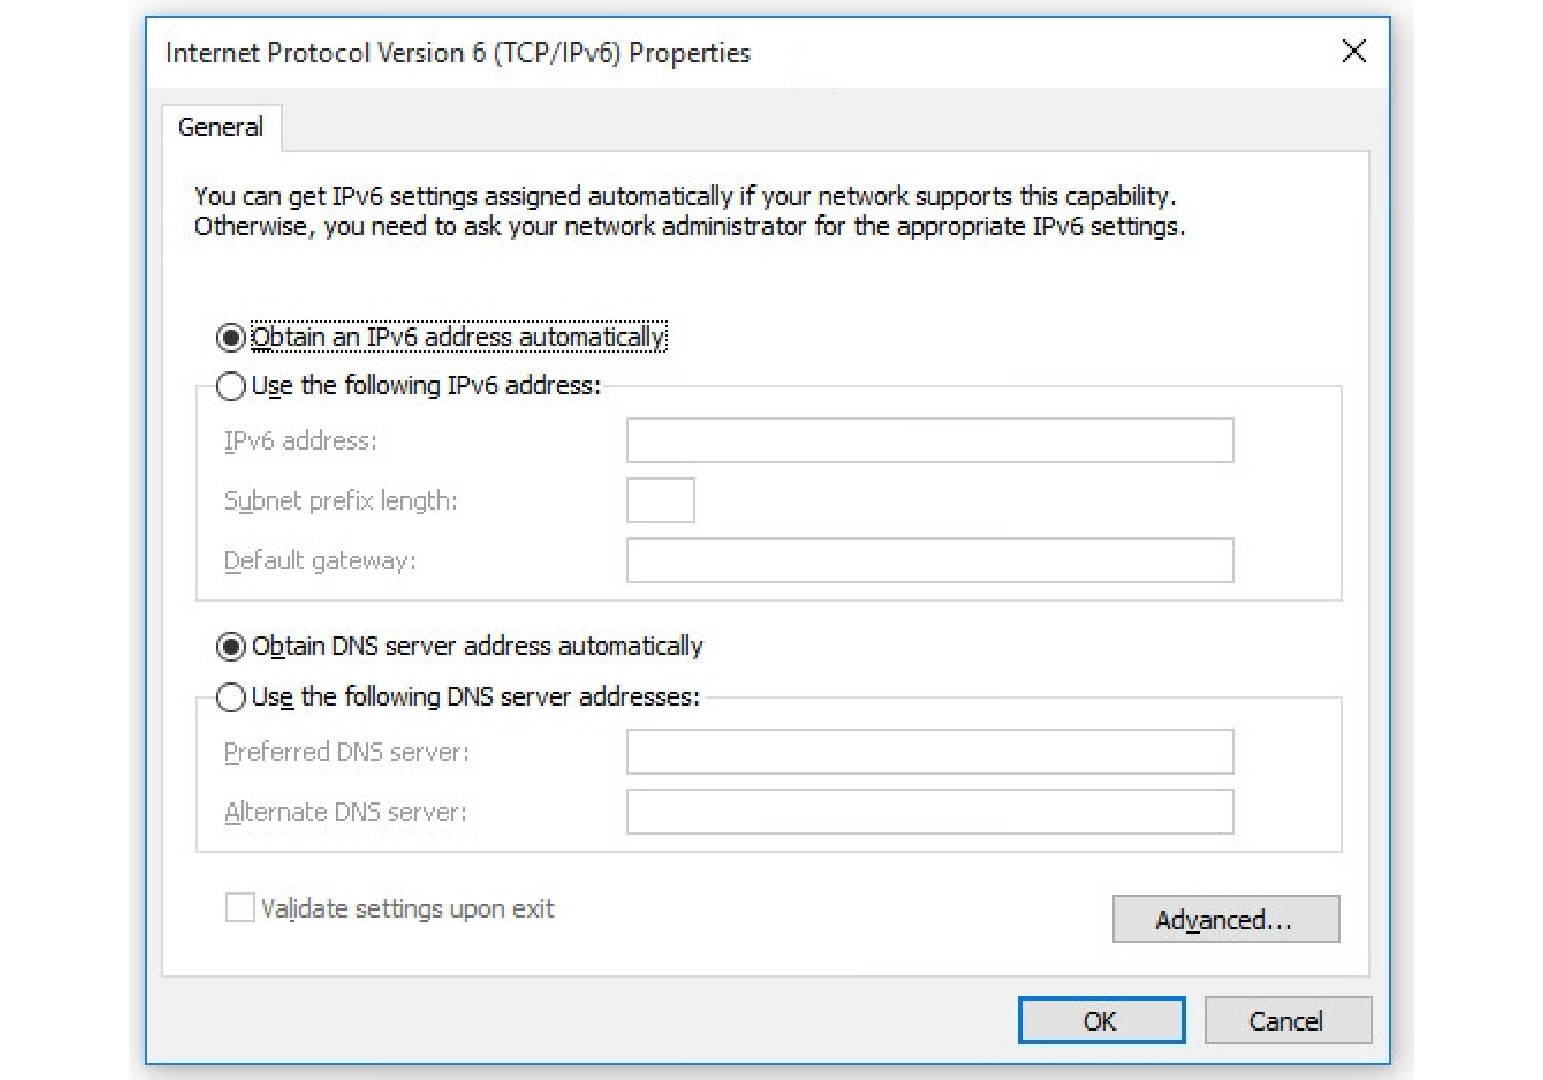 Internet Protocol Version 6 (TCP/IPv6) Properties
General
You can get IPv6 settings assigned automatically if your network supports this capability.
Otherwise, you need to ask your network administrator for the appropriate IPv6 settings.
Obtain an IPv6 address automatically
Use the following IPv6 address:
IPv6 address:
Subnet prefix length:
Default gateway:
Obtain DNS server address automatically
Use the following DNS server addresses:
Preferred DNS server:
Alternate DNS server:
Validate settings upon exit
Advanced...
OK
Cancel